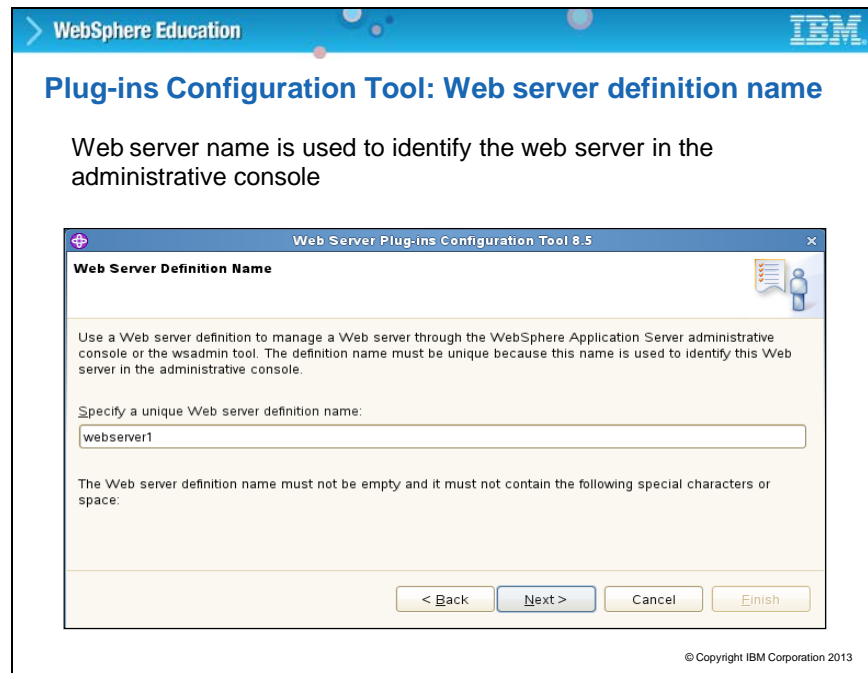 WebSphere Education
IBM.
Plug-ins Configuration Tool: Web server definition name
Web server name is used to identify the web server in the
administrative console
Web Server Plug-ins Configuration Tool 8.5
Web Server Definition Name
Use a Web server definition to manage a Web server through the WebSphere Application Server administrative
console or the wsadmin tool. The definition name must be unique because this name is used to identify this Web
server in the administrative console.
Specify a unique Web server definition name:
webserver1
The Web server definition name must not be empty and it must not contain the following special characters or
space:
< Back Next > Cancel Finish
© Copyright IBM Corporation 2013